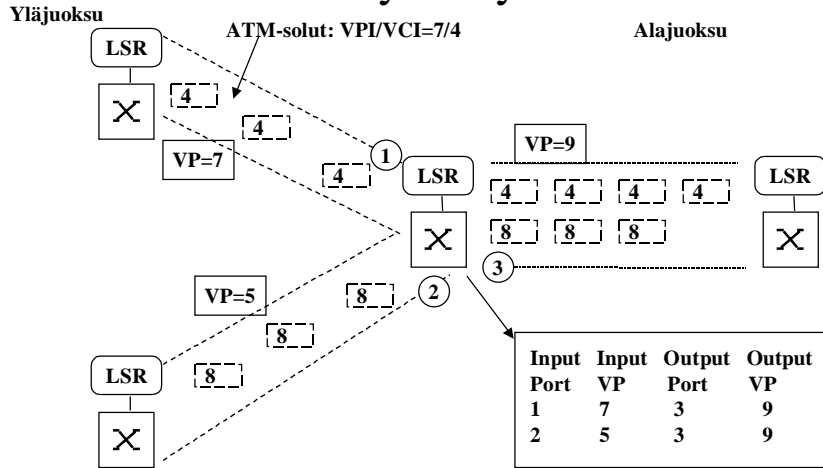 Yläjuoksu
ATM-solut: VPI/VCI=7/4
Alajuoksu
LSR
4
4
4
VP=7
1
LSR
VP=9
4 4 4 4
8 8 8
LSR
3
2
VP=5
8
8
8
LSR
Input Input Output Output
Port VP Port VP
1 7 3 9
2 5 3 9